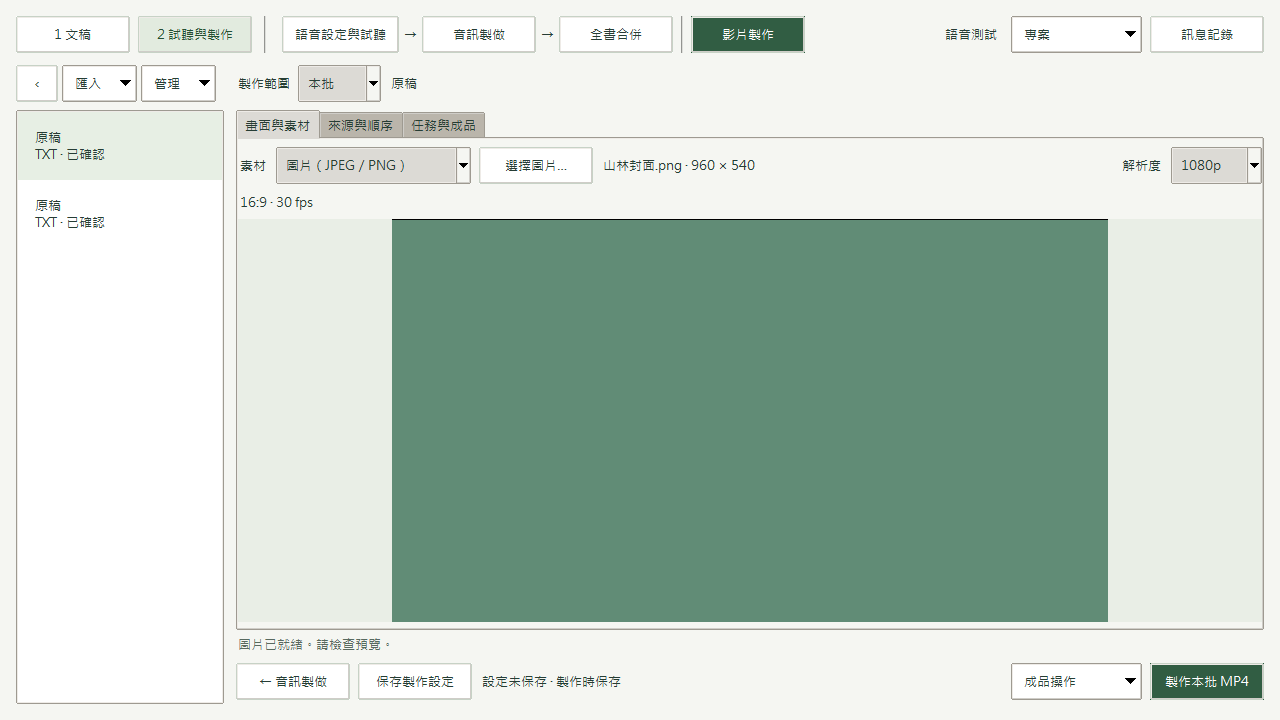 1 文稿
2 試聽與製作
語音設定與試聽
→
音訊製做
→
全書合併
影片製作
語音測試
專案
訊息記錄
‹
匯入
管理
製作範圍
本批
原稿
原稿
TXT · 已確認
原稿
TXT · 已確認
畫面與素材
來源與順序
任務與成品
素材
圖片（JPEG / PNG）
選擇圖片...
山林封面.png · 960 × 540
解析度
1080p
16:9 · 30 fps
圖片已就緒。請檢查預覽。
← 音訊製做
保存製作設定
設定未保存 · 製作時保存
成品操作
製作本批 MP4